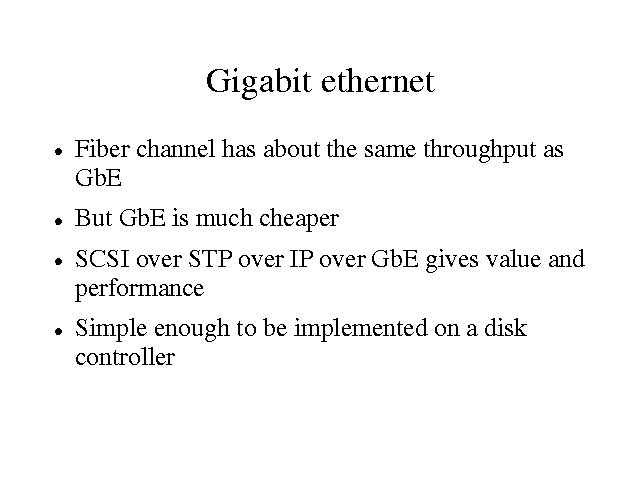 Gigabit ethernet
• Fiber channel has about the same throughput as
GbE
• But GbE is much cheaper
• SCSI over STP over IP over GbE gives value and
performance
• Simple enough to be implemented on a disk
controller